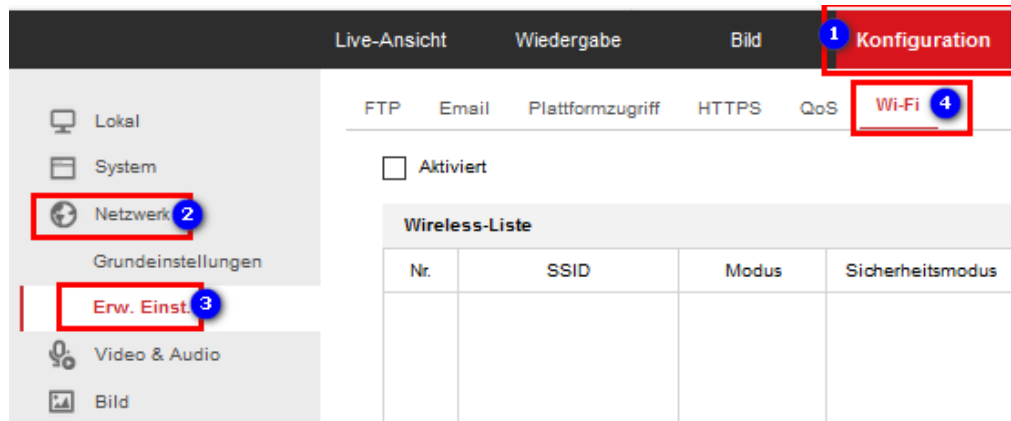 Live-Ansicht Wiedergabe Bild 1 Konfiguration
FTP Email Plattformzugriff HTTPS QoS Wi-Fi 4
Lokal
System
Netzwerk 2
Grundeinstellungen
Erw. Einst. 3
Video & Audio
Bild
Aktiviert
Wireless-Liste
Nr. SSID Modus Sicherheitsmodus